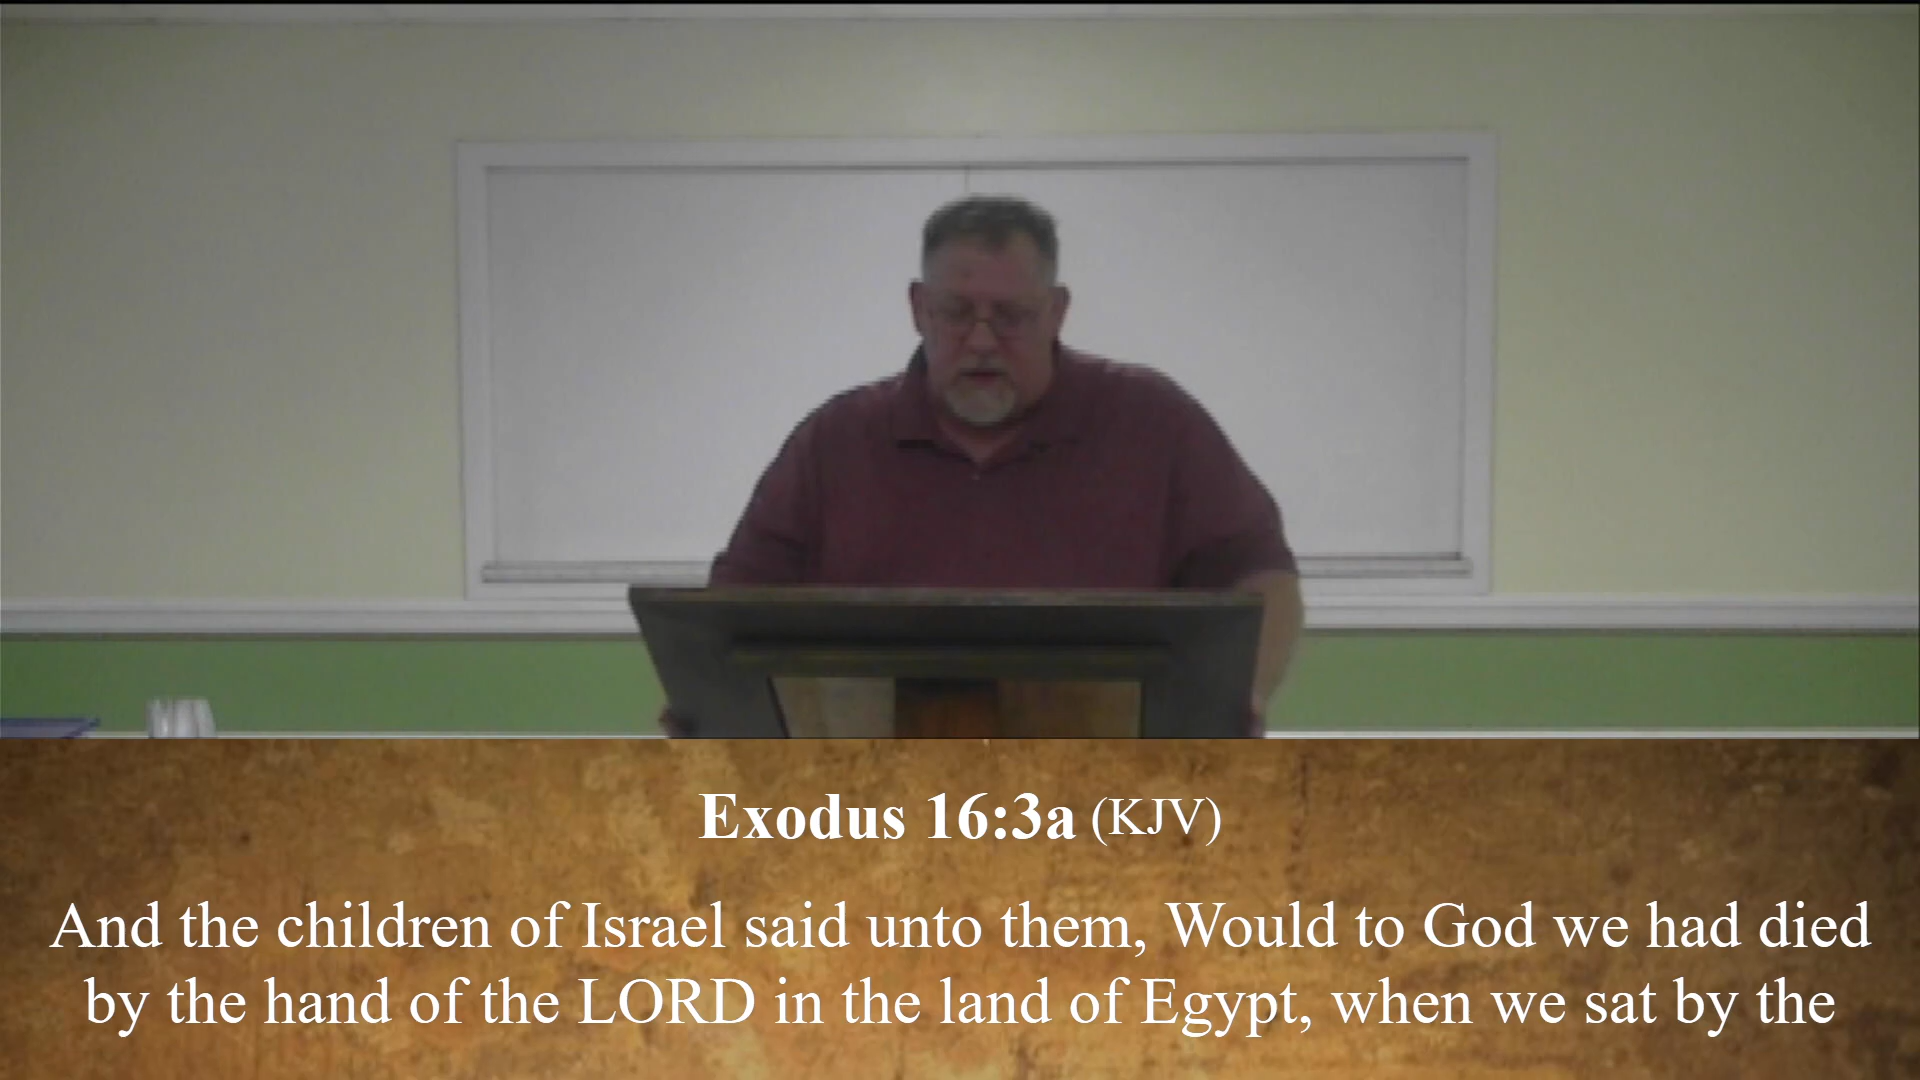 Exodus 16:3a (KJV)
And the children of Israel said unto them, Would to God we had died
by the hand of the LORD in the land of Egypt, when we sat by the